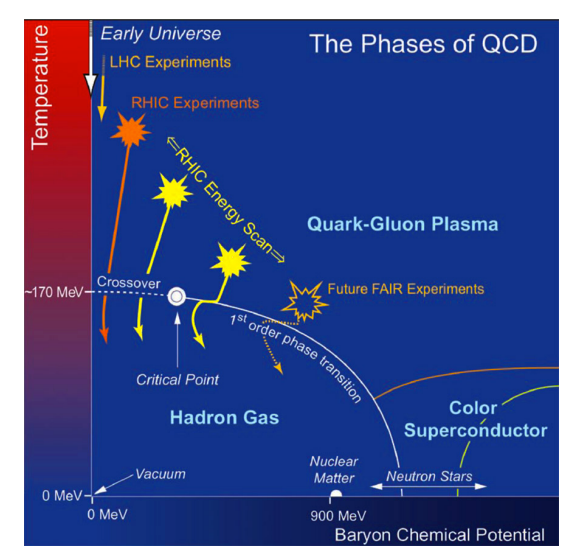 Early Universe
The Phases of QCD
LHC Experiments
RHIC Experiments
Temperature
⇐RHIC Energy Scan⇒
Quark-Gluon Plasma
Crossover
~170 MeV
Future FAIR Experiments
1st order phase transition
Critical Point
Hadron Gas
Color
Superconductor
Nuclear
Matter
Neutron Stars
Vacuum
0 MeV
0 MeV
900 MeV
Baryon Chemical Potential